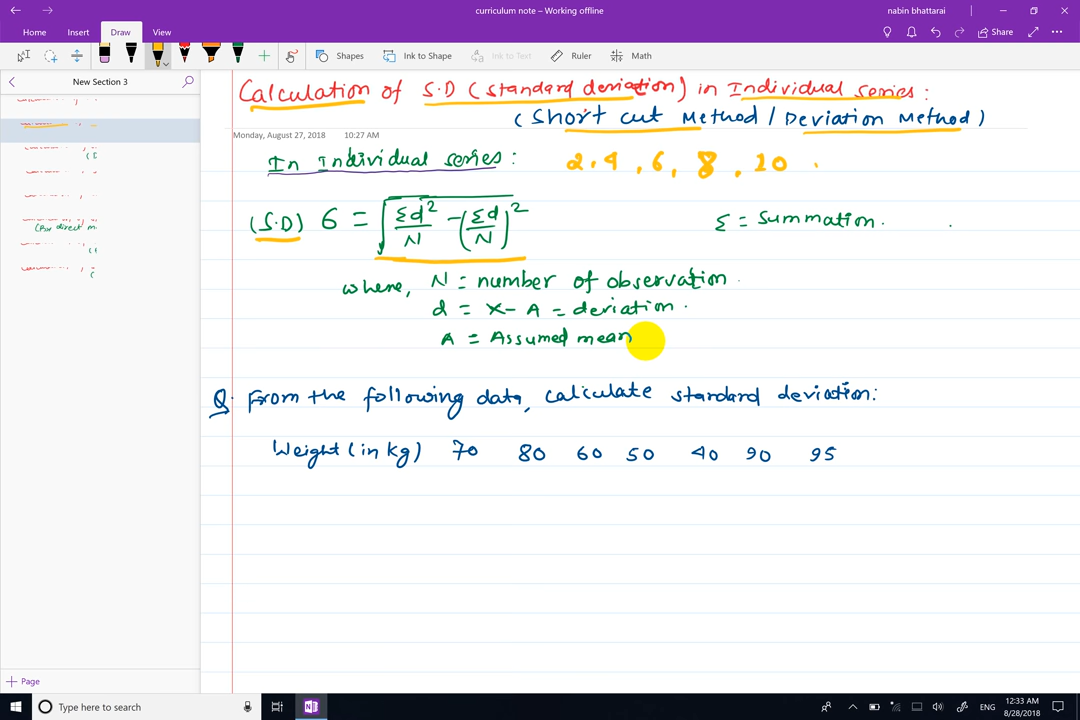 curriculum note – Working offline
nabin bhattarai
Home Insert Draw View
Share
Shapes Ink to Shape Ink to Text Ruler Math
New Section 3
Calculation of S.D (standard deviation) in Individual series:
(Short cut Method / Deviation Method)
Monday, August 27, 2018 10:27 AM
In Individual series: 2, 4, 6, 8, 10.
(S.D) σ = √Σd²/N - (Σd/N)² Σ = summation.
where, N = number of observation.
d = X - A = deviation.
A = Assumed mean
Q. From the following data, calculate standard deviation:
Weight (in kg) 70 80 60 50 40 90 95
(For direct m
Page
Type here to search
ENG
12:33 AM
8/28/2018